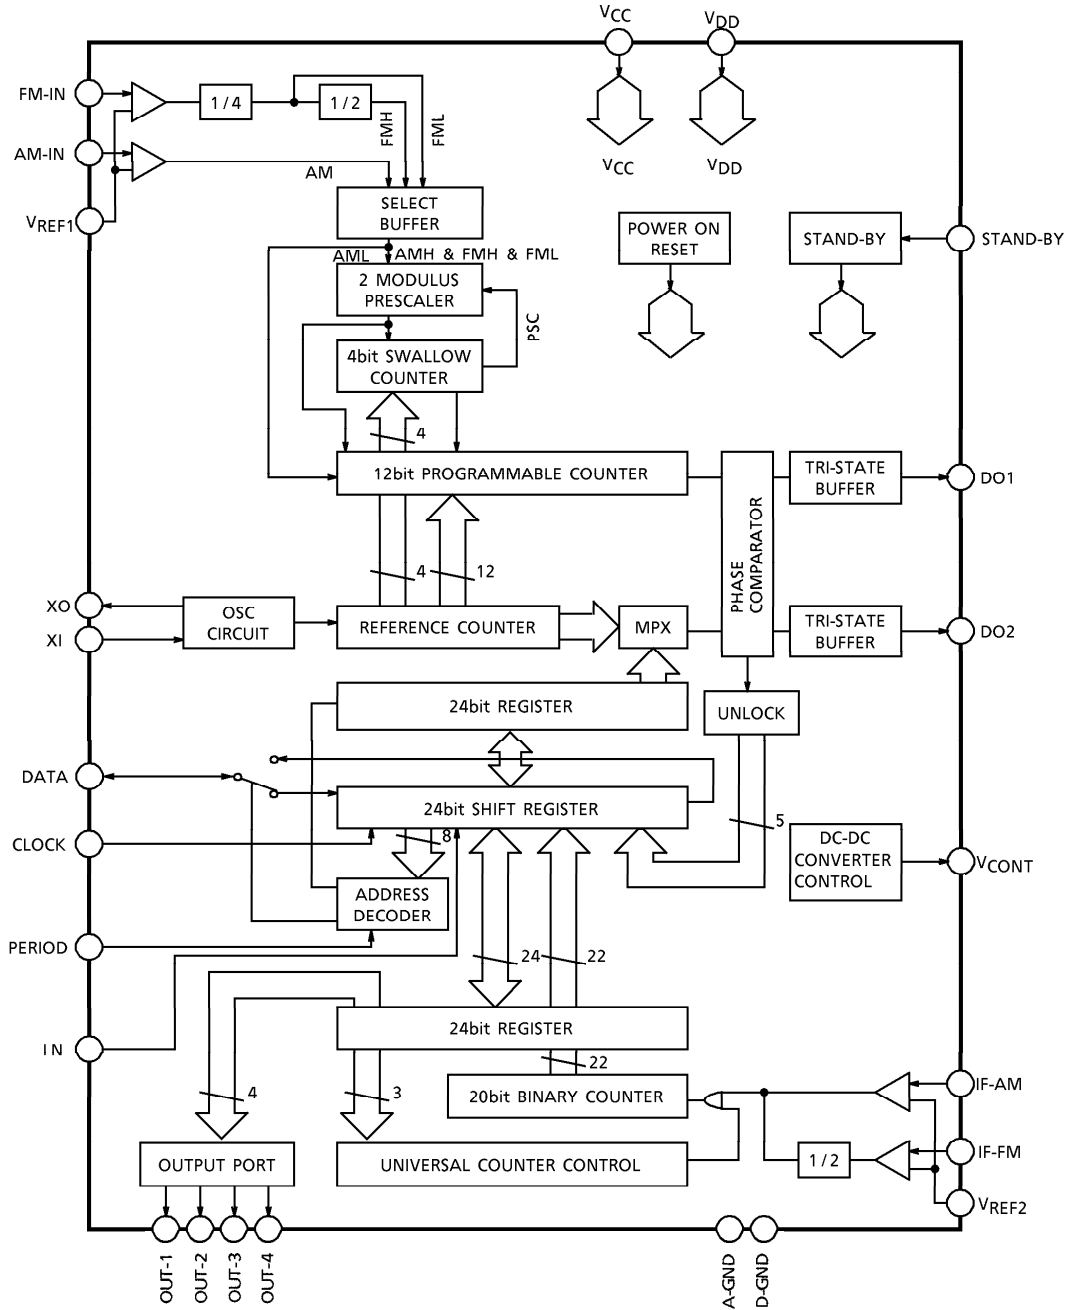 VCC
VDD
FM-IN
1/4
1/2
FMH
FML
AM-IN
AM
VCC
VDD
VREF1
SELECT
BUFFER
POWER ON
RESET
STAND-BY
STAND-BY
AML
AMH & FMH & FML
2 MODULUS
PRESCALER
PSC
4bit SWALLOW
COUNTER
4
12bit PROGRAMMABLE COUNTER
PHASE
COMPARATOR
TRI-STATE
BUFFER
DO1
4
12
XO
XI
OSC
CIRCUIT
REFERENCE COUNTER
MPX
TRI-STATE
BUFFER
DO2
24bit REGISTER
UNLOCK
DATA
24bit SHIFT REGISTER
5
CLOCK
8
DC-DC
CONVERTER
CONTROL
VCONT
ADDRESS
DECODER
PERIOD
24
22
24bit REGISTER
IN
22
4
3
20bit BINARY COUNTER
IF-AM
OUTPUT PORT
UNIVERSAL COUNTER CONTROL
1/2
IF-FM
VREF2
OUT-1
OUT-2
OUT-3
OUT-4
A-GND
D-GND